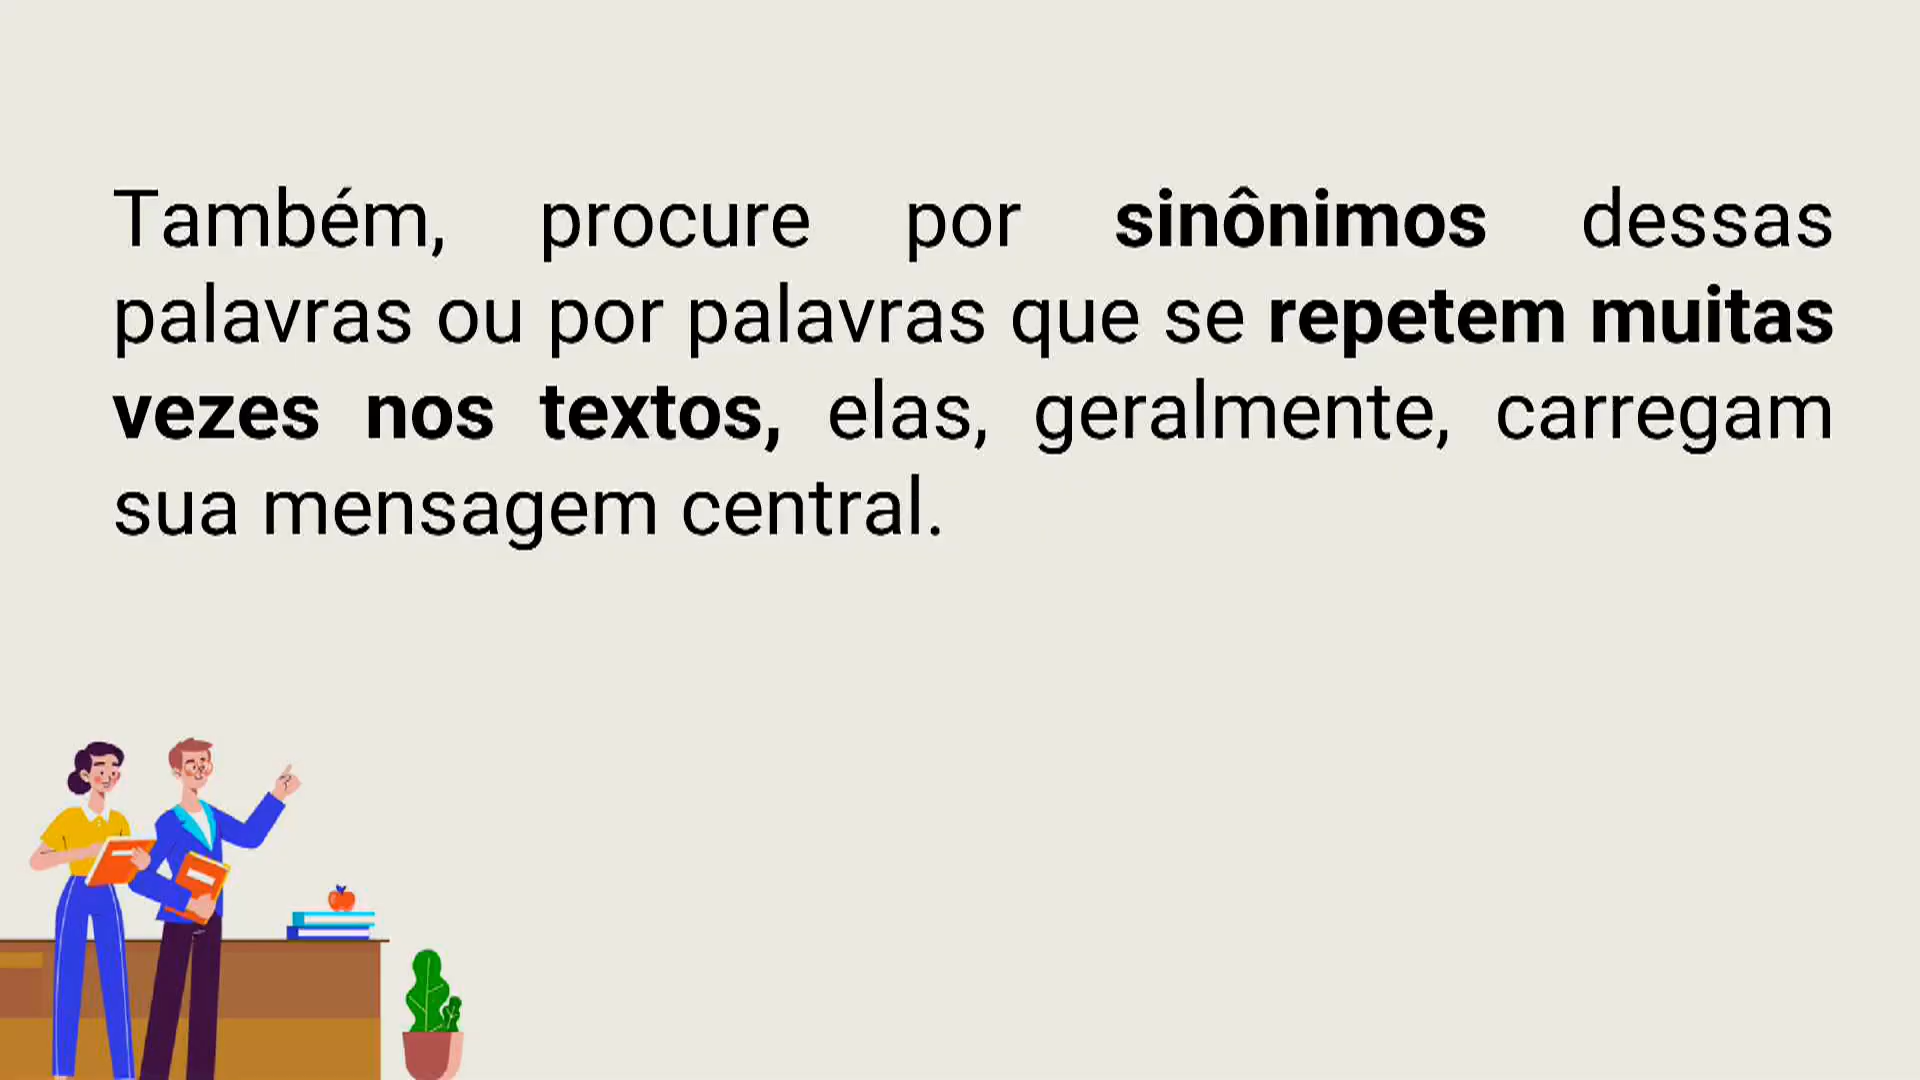 Também, procure por sinônimos dessas
palavras ou por palavras que se repetem muitas
vezes nos textos, elas, geralmente, carregam
sua mensagem central.